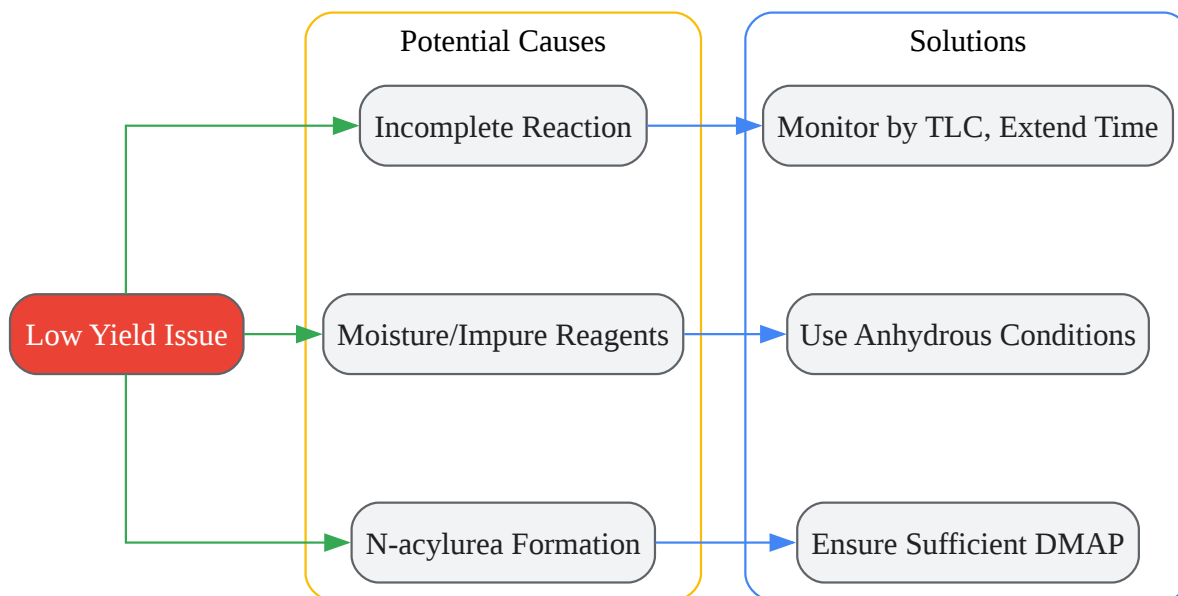 Potential Causes
Solutions
Incomplete Reaction
Monitor by TLC, Extend Time
Low Yield Issue
Moisture/Impure Reagents
Use Anhydrous Conditions
N-acylurea Formation
Ensure Sufficient DMAP